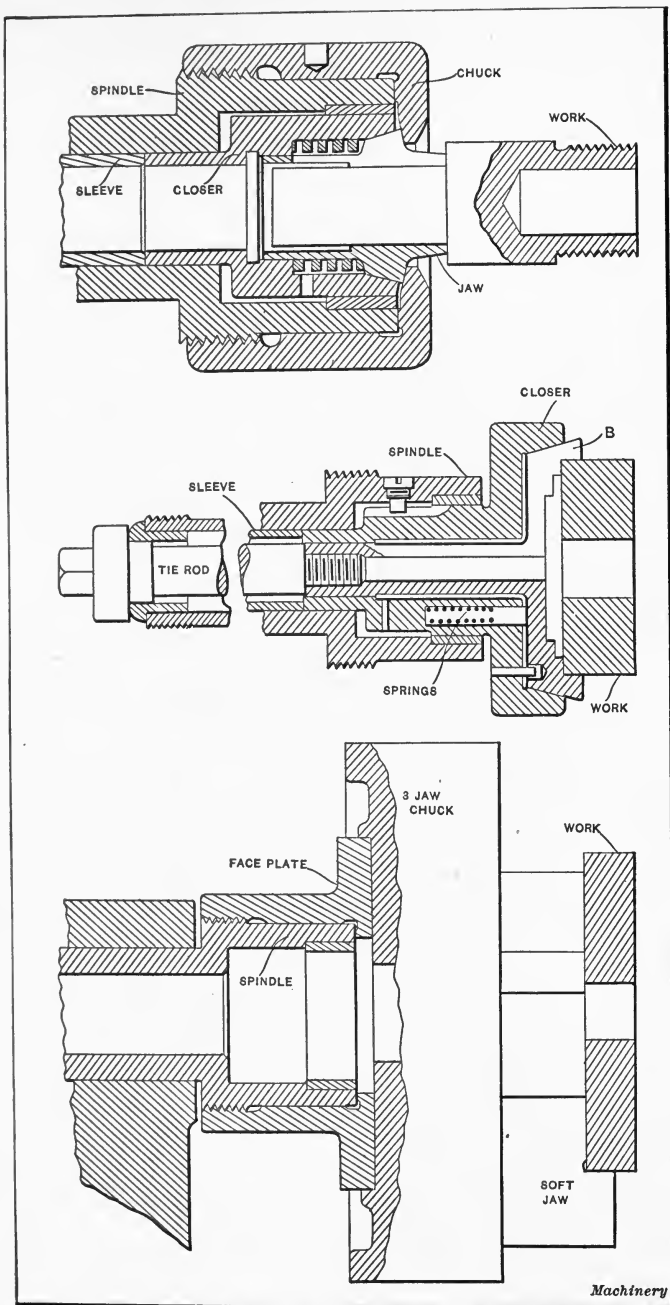 SPINDLE
CHUCK
WORK
SLEEVE
CLOSER
JAW
CLOSER
B
SPINDLE
SLEEVE
TIE ROD
SPRINGS
WORK
3 JAW
CHUCK
WORK
FACE PLATE
SPINDLE
SOFT
JAW
Machinery